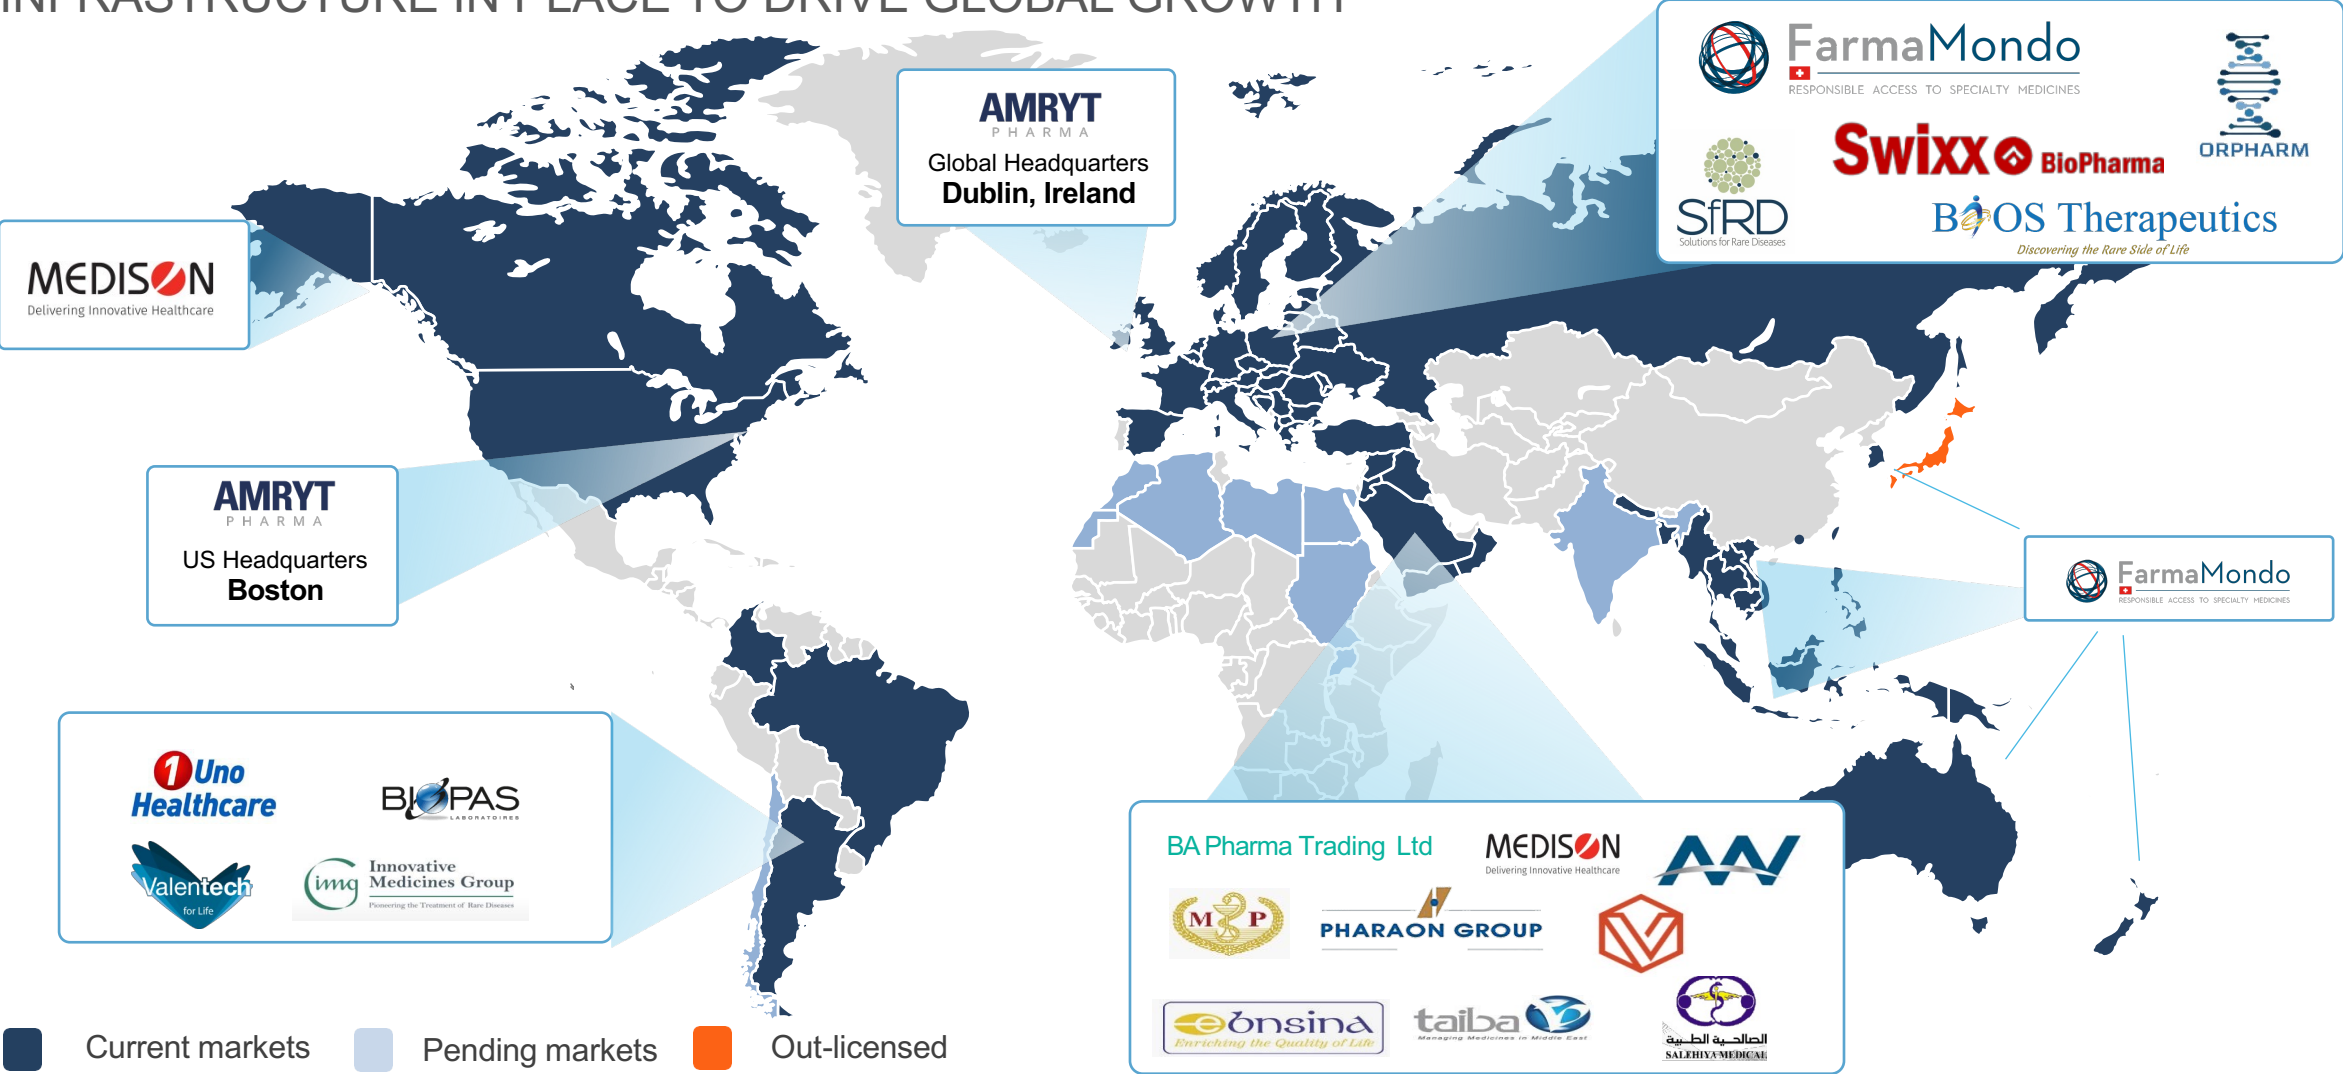 INFRASTRUCTURE IN PLACE TO DRIVE GLOBAL GROWTH
FarmaMondo
RESPONSIBLE ACCESS TO SPECIALTY MEDICINES
ORPHARM
Swixx BioPharma
SfRD
Solutions for Rare Diseases
BiOS Therapeutics
Discovering the Rare Side of Life
AMRYT
PHARMA
Global Headquarters
Dublin, Ireland
MEDISON
Delivering Innovative Healthcare
AMRYT
PHARMA
US Headquarters
Boston
FarmaMondo
RESPONSIBLE ACCESS TO SPECIALTY MEDICINES
1 Uno
Healthcare
BIOPAS
LABORATOIRES
Valentech
for Life
img
Innovative
Medicines Group
Pioneering the Treatment of Rare Diseases
BA Pharma Trading Ltd
MEDISON
Delivering Innovative Healthcare
M P
PHARAON GROUP
ebnsina
Enriching the Quality of Life
taiba
Managing Medicines in Middle East
الصالحية الطبية
SALEHIYA MEDICAL
Current markets
Pending markets
Out-licensed